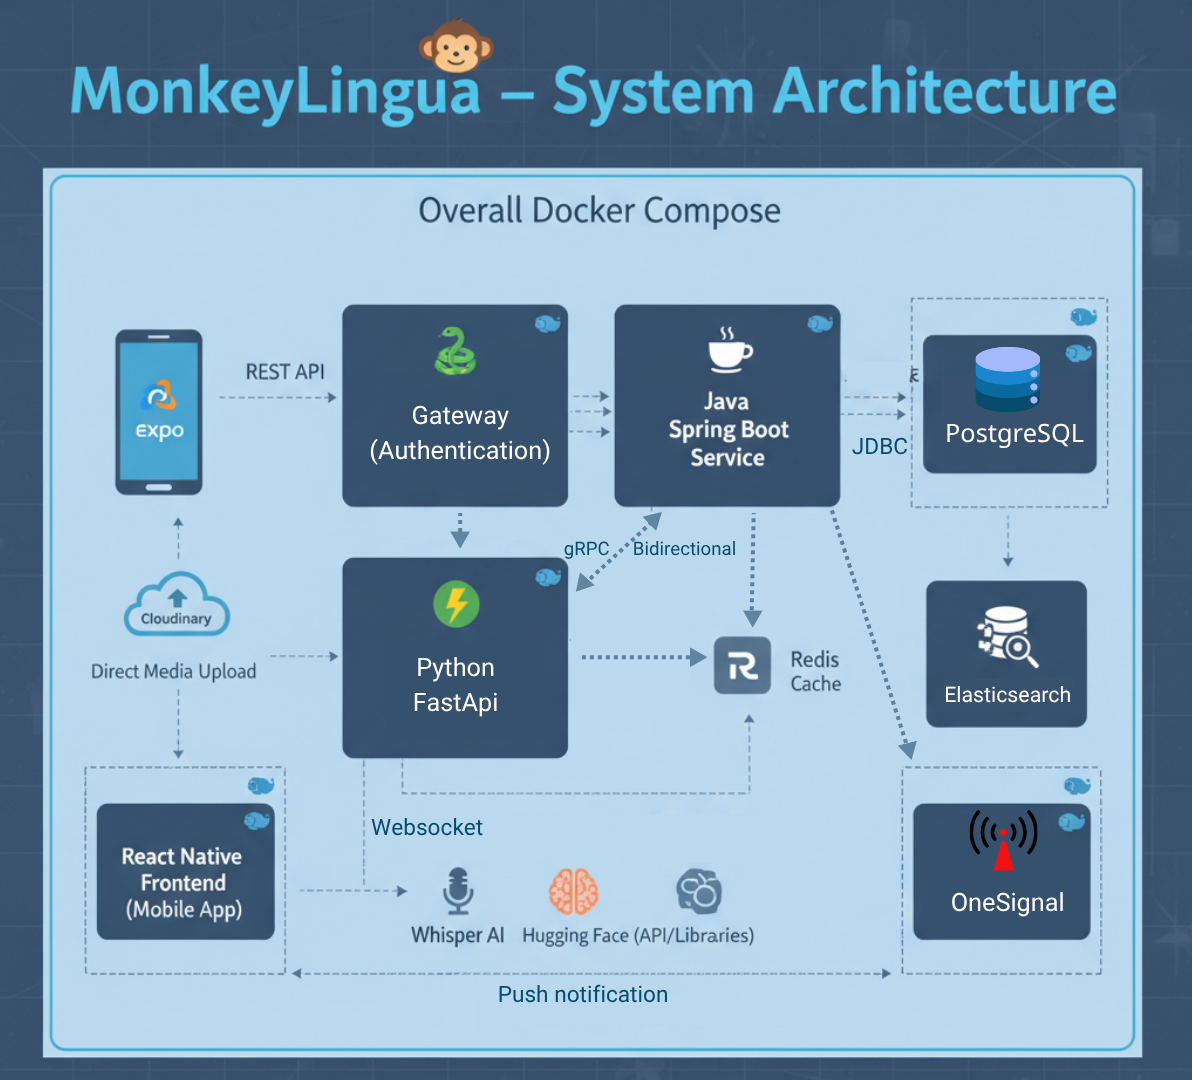 MonkeyLingua – System Architecture
Overall Docker Compose
expo
REST API
Gateway
(Authentication)
Java
Spring Boot
Service
JDBC
PostgreSQL
gRPC
Bidirectional
Cloudinary
Direct Media Upload
Python
FastApi
Redis
Cache
Elasticsearch
React Native
Frontend
(Mobile App)
Websocket
Whisper AI
Hugging Face (API/Libraries)
OneSignal
Push notification